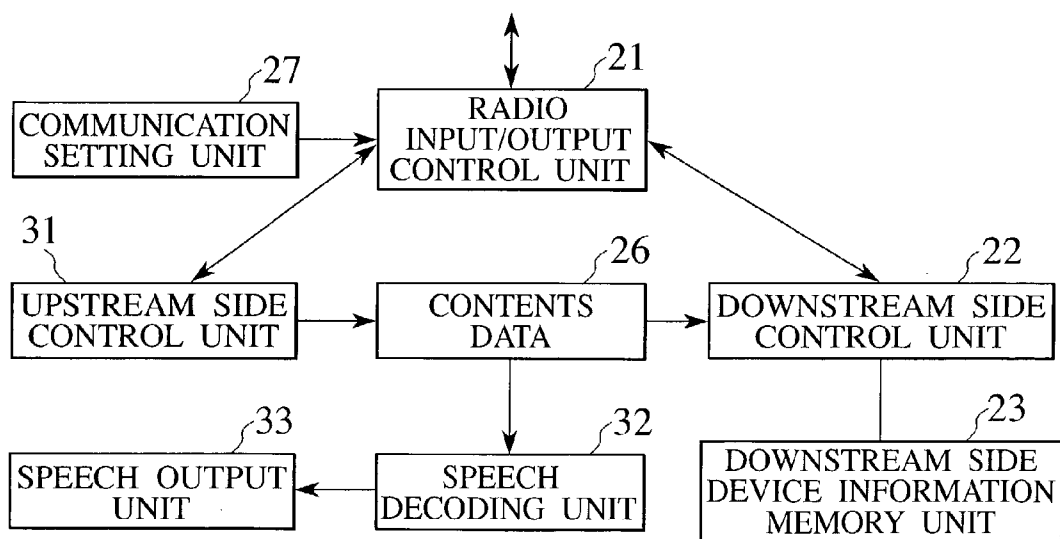 27
21
COMMUNICATION
SETTING UNIT
RADIO
INPUT/OUTPUT
CONTROL UNIT
31
26
22
UPSTREAM SIDE
CONTROL UNIT
CONTENTS
DATA
DOWNSTREAM SIDE
CONTROL UNIT
33
32
23
SPEECH OUTPUT
UNIT
SPEECH
DECODING UNIT
DOWNSTREAM SIDE
DEVICE INFORMATION
MEMORY UNIT